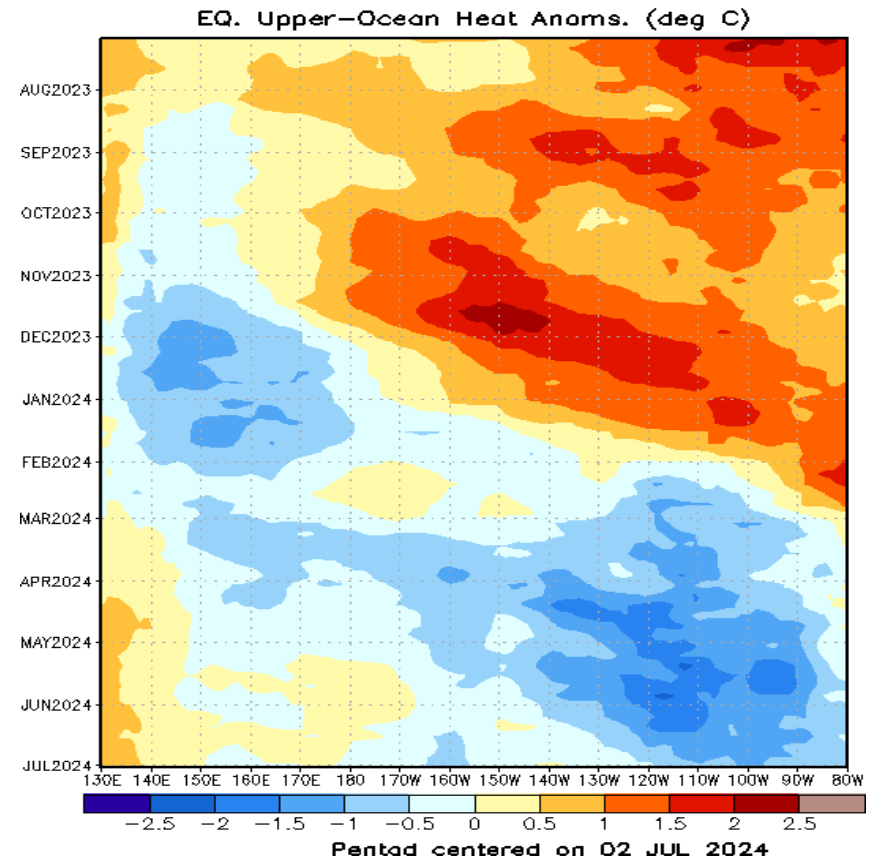 EQ. Upper-Ocean Heat Anoms. (deg C)
AUG2023
SEP2023
OCT2023
NOV2023
DEC2023
JAN2024
FEB2024
MAR2024
APR2024
MAY2024
JUN2024
JUL2024
130E 140E 150E 160E 170E 180 170W 160W 150W 140W 130W 120W 110W 100W 90W 80W
-2.5 -2 -1.5 -1 -0.5 0 0.5 1 1.5 2 2.5
Pentad centered on 02 JUL 2024